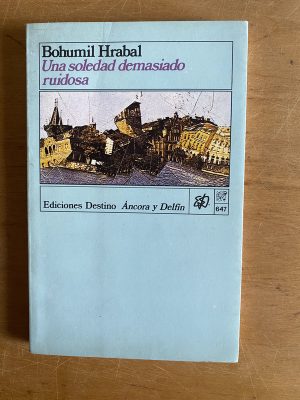 Bohumil Hrabal
Una soledad demasiado
ruidosa
Ediciones Destino Áncora y Delfín
647